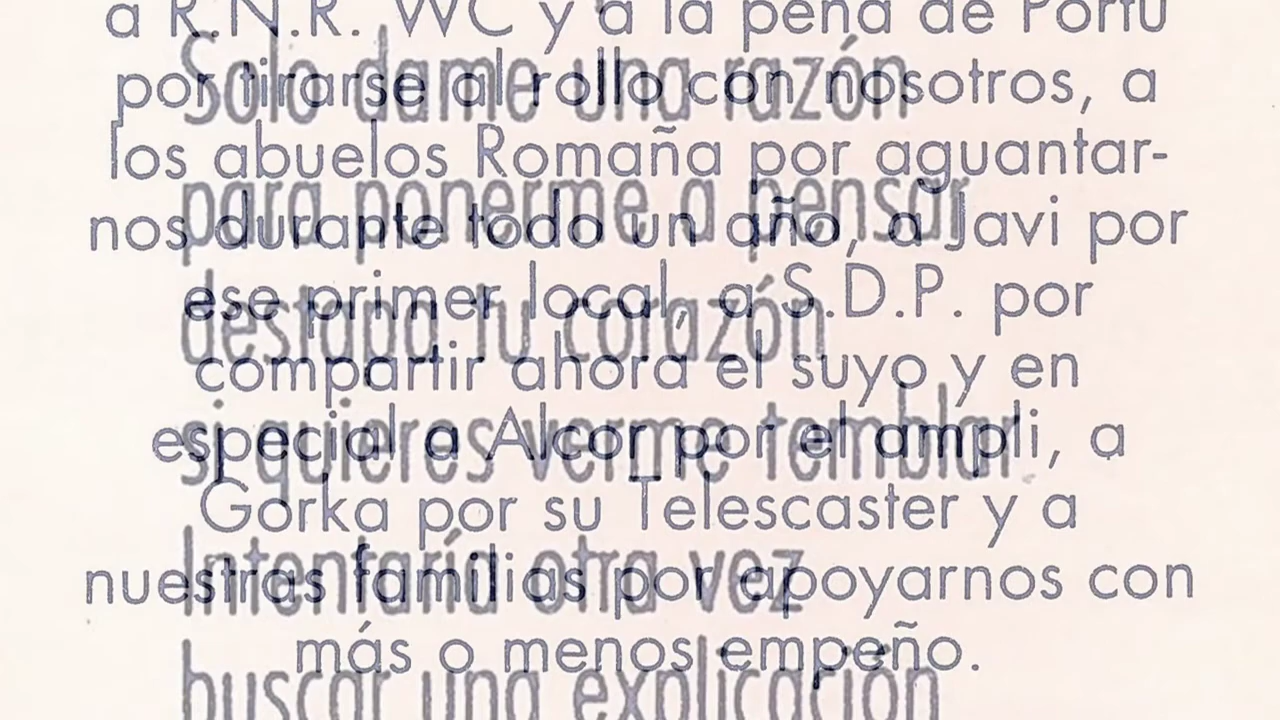 a R.N.R. WC y a la peña de Portu
Solo dame una razón
por tirarse al rollo con nosotros, a
los abuelos Romaña por aguantar-
para ponerme a pensar
nos durante todo un año, a Javi por
ese primer local, a S.D.P. por
destapa tu corazón
compartir ahora el suyo y en
especial a Alcor por el ampli, a
si quieres verme temblar
Gorka por su Telescaster y a
Intentaría otra vez
nuestras familias por apoyarnos con
más o menos empeño.
buscar una explicación